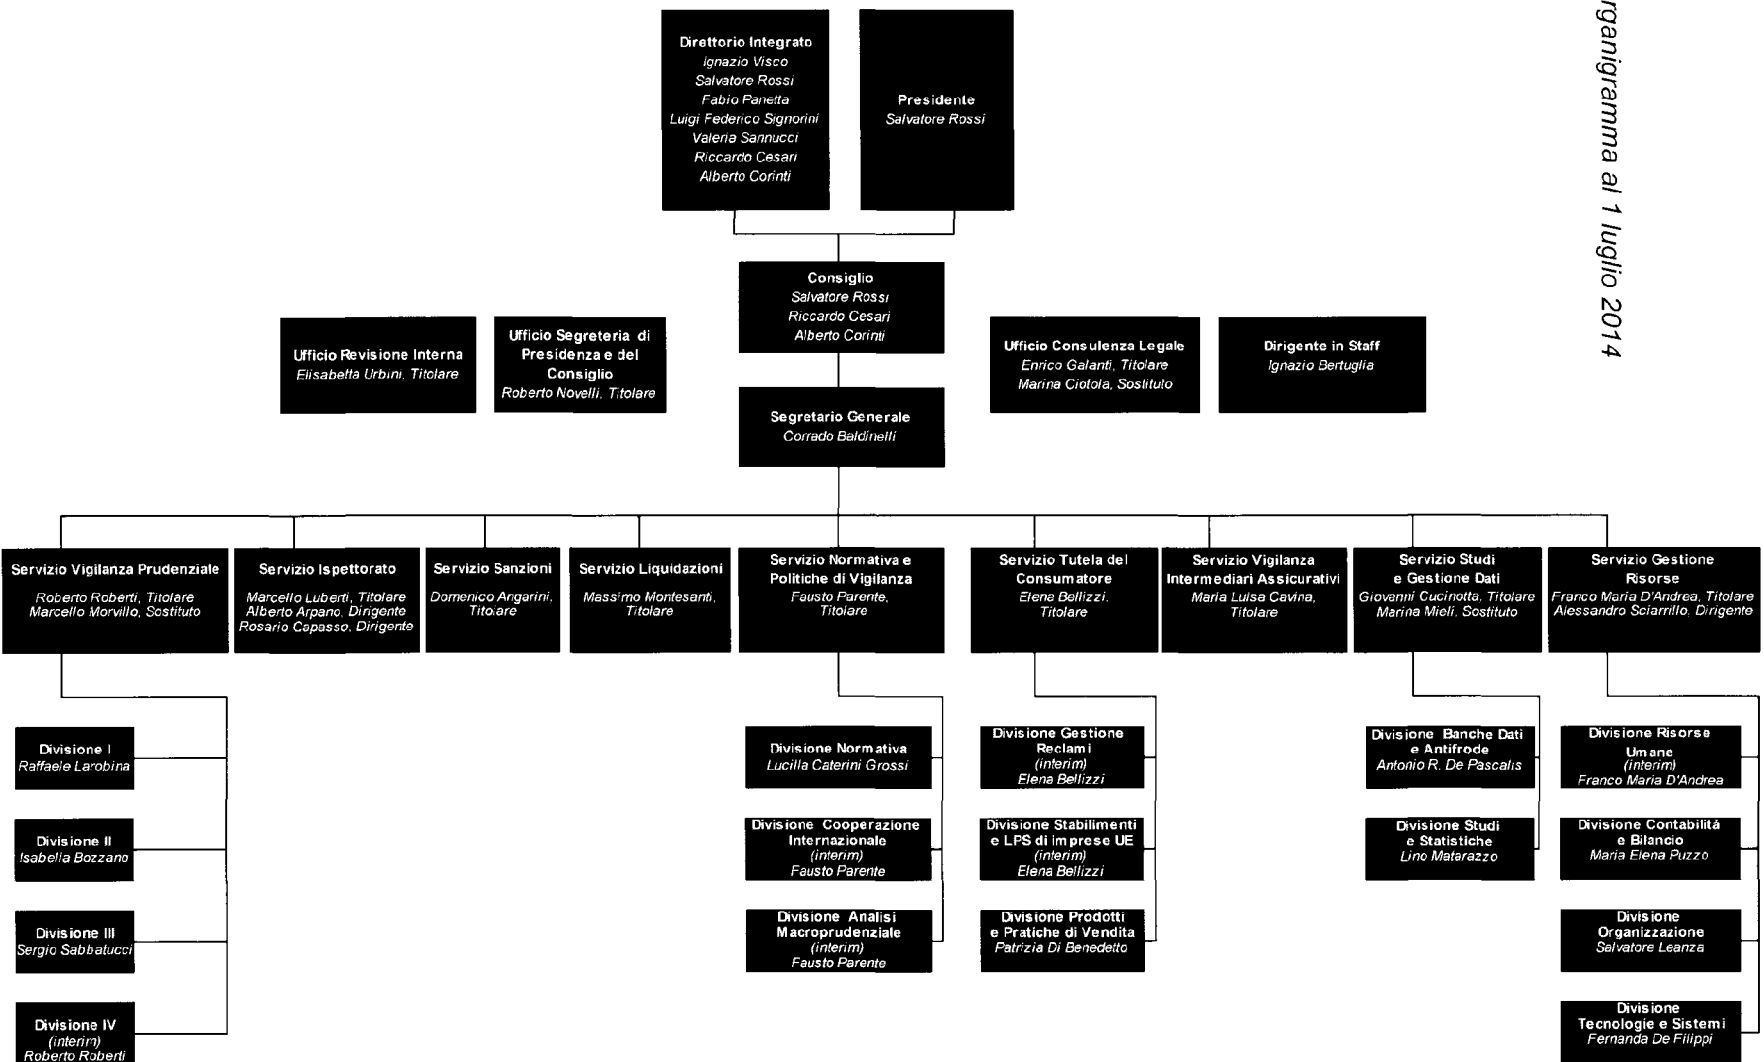 rganigramma al 1 luglio 2014
Direttorio Integrato
Ignazio Visco
Salvatore Rossi
Fabio Panetta
Luigi Federico Signorini
Valeria Sannucci
Riccardo Cesari
Alberto Corinti
Presidente
Salvatore Rossi
Consiglio
Salvatore Rossi
Riccardo Cesari
Alberto Corinti
Ufficio Revisione Interna
Elisabetta Urbini, Titolare
Ufficio Segreteria di
Presidenza e del
Consiglio
Roberto Novelli, Titolare
Ufficio Consulenza Legale
Enrico Galanti, Titolare
Marina Ciotola, Sostituto
Dirigente in Staff
Ignazio Bertuglia
Segretario Generale
Corrado Baldinelli
Servizio Vigilanza Prudenziale
Roberto Roberti, Titolare
Marcello Morvillo, Sostituto
Servizio Ispettorato
Marcello Luberti, Titolare
Alberto Arpano, Dirigente
Rosario Capasso, Dirigente
Servizio Sanzioni
Domenico Angarini,
Titolare
Servizio Liquidazioni
Massimo Montesanti,
Titolare
Servizio Normativa e
Politiche di Vigilanza
Fausto Parente,
Titolare
Servizio Tutela del
Consumatore
Elena Bellizzi,
Titolare
Servizio Vigilanza
Intermediari Assicurativi
Maria Luisa Cavina,
Titolare
Servizio Studi
e Gestione Dati
Giovanni Cucinotta, Titolare
Marina Mieli, Sostituto
Servizio Gestione
Risorse
Franco Maria D'Andrea, Titolare
Alessandro Sciarrillo, Dirigente
Divisione I
Raffaele Larobina
Divisione II
Isabella Bozzano
Divisione III
Sergio Sabbatucci
Divisione IV
(interim)
Roberto Roberti
Divisione Normativa
Lucilla Caterini Grossi
Divisione Cooperazione
Internazionale
(interim)
Fausto Parente
Divisione Analisi
Macroprudenziale
(interim)
Fausto Parente
Divisione Gestione
Reclami
(interim)
Elena Bellizzi
Divisione Stabilimenti
e LPS di imprese UE
(interim)
Elena Bellizzi
Divisione Prodotti
e Pratiche di Vendita
Patrizia Di Benedetto
Divisione Banche Dati
e Antifrode
Antonio R. De Pascalis
Divisione Studi
e Statistiche
Lino Matarazzo
Divisione Risorse
Umane
(interim)
Franco Maria D'Andrea
Divisione Contabilità
e Bilancio
Maria Elena Puzzo
Divisione
Organizzazione
Salvatore Leanza
Divisione
Tecnologie e Sistemi
Fernanda De Filippi